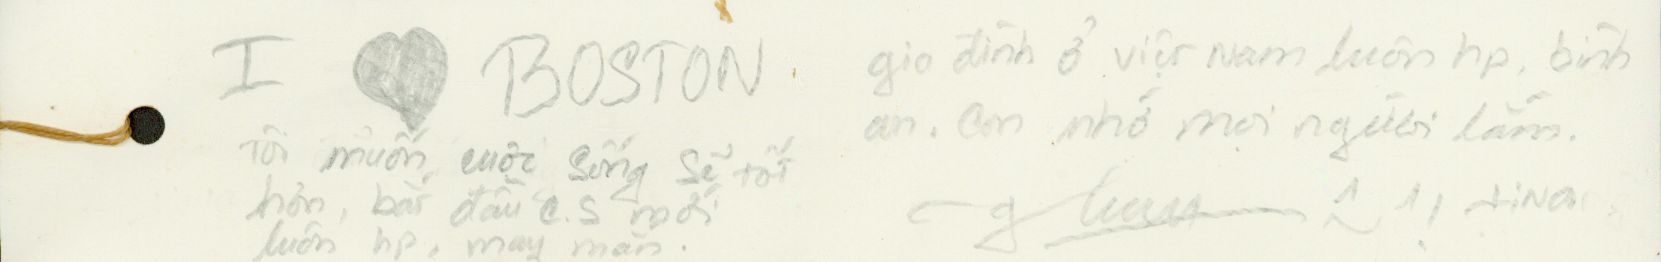 I ♥ BOSTON
Tôi muốn cuộc sống sẽ tốt
hơn, bắt đầu c.s mới
luôn hp, may mắn.
gia đình ở việt Nam luôn hp, bình
an. Con nhớ mọi người lắm.
tina